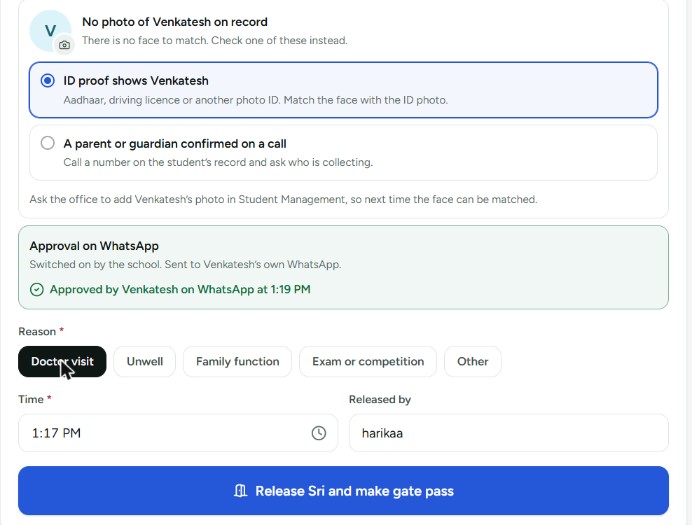 V
No photo of Venkatesh on record
There is no face to match. Check one of these instead.
ID proof shows Venkatesh
Aadhaar, driving licence or another photo ID. Match the face with the ID photo.
A parent or guardian confirmed on a call
Call a number on the student's record and ask who is collecting.
Ask the office to add Venkatesh's photo in Student Management, so next time the face can be matched.
Approval on WhatsApp
Switched on by the school. Sent to Venkatesh's own WhatsApp.
Approved by Venkatesh on WhatsApp at 1:19 PM
Reason *
Doctor visit
Unwell
Family function
Exam or competition
Other
Time *
Released by
1:17 PM
harikaa
Release Sri and make gate pass